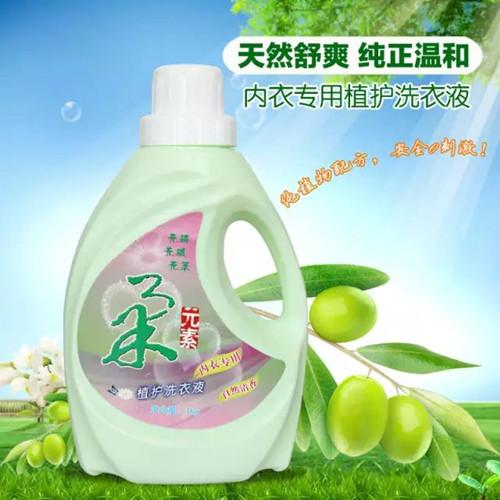 天然舒爽 纯正温和
内衣专用植护洗衣液
纯植物配方，安全0刺激！
无磷
无碱
无苯
柔
元素
内衣专用
自然清香
植护洗衣液